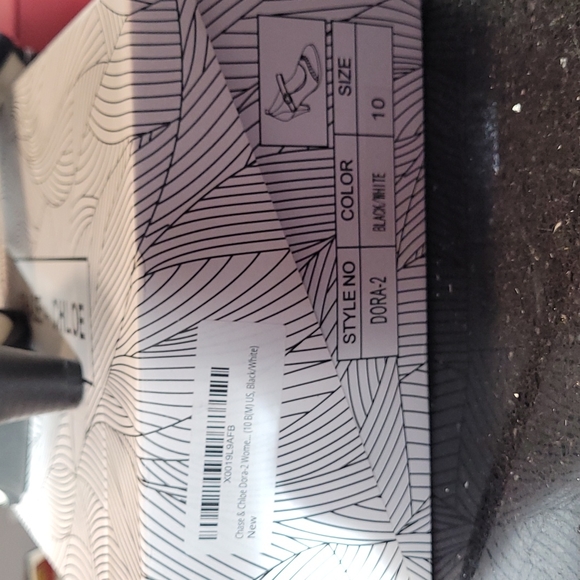 STYLE NO COLOR SIZE
DORA-2 BLACK/WHITE 10
X0019L9AFB
Chase & Chloe Dora-2 Wome... (10 B(M) US, Black/White)
New
CHLOE